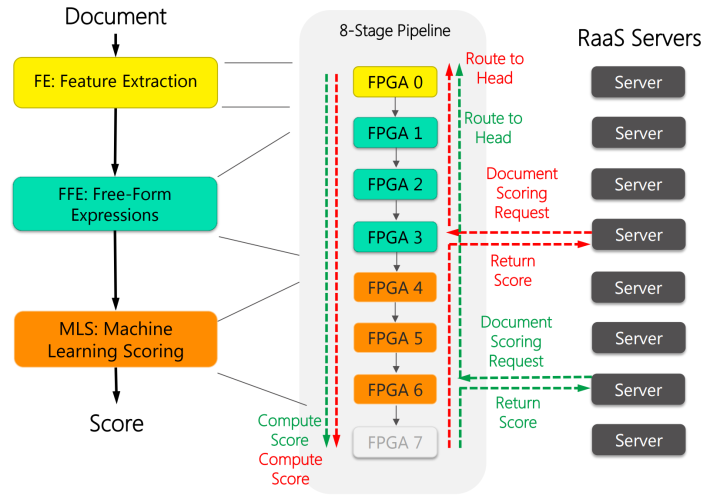 Document
FE: Feature Extraction
FFE: Free-Form
Expressions
MLS: Machine
Learning Scoring
Score
8-Stage Pipeline
FPGA 0
FPGA 1
FPGA 2
FPGA 3
FPGA 4
FPGA 5
FPGA 6
FPGA 7
Compute
Score
Compute
Score
Route to
Head
Route to
Head
Document
Scoring
Request
Return
Score
Document
Scoring
Request
Return
Score
RaaS Servers
Server
Server
Server
Server
Server
Server
Server
Server